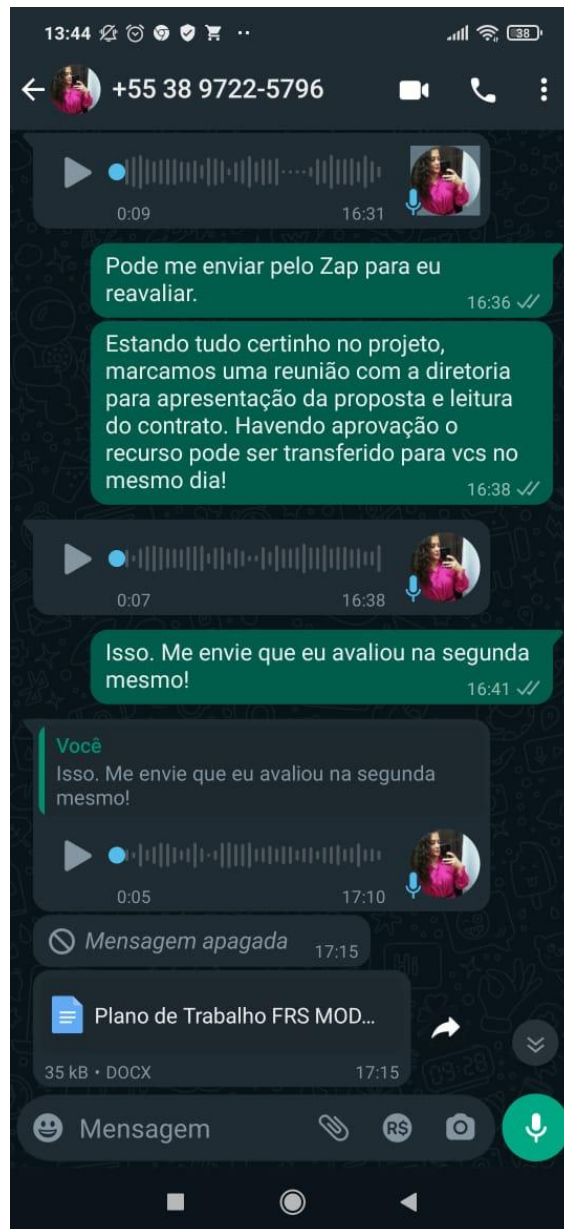 13:44
38
+55 38 9722-5796
0:09
16:31
Pode me enviar pelo Zap para eu
reavaliar.
16:36
Estando tudo certinho no projeto,
marcamos uma reunião com a diretoria
para apresentação da proposta e leitura
do contrato. Havendo aprovação o
recurso pode ser transferido para vcs no
mesmo dia!
16:38
0:07
16:38
Isso. Me envie que eu avaliou na segunda
mesmo!
16:41
Você
Isso. Me envie que eu avaliou na segunda
mesmo!
0:05
17:10
Mensagem apagada
17:15
Plano de Trabalho FRS MOD...
35 kB • DOCX
17:15
Mensagem
R$